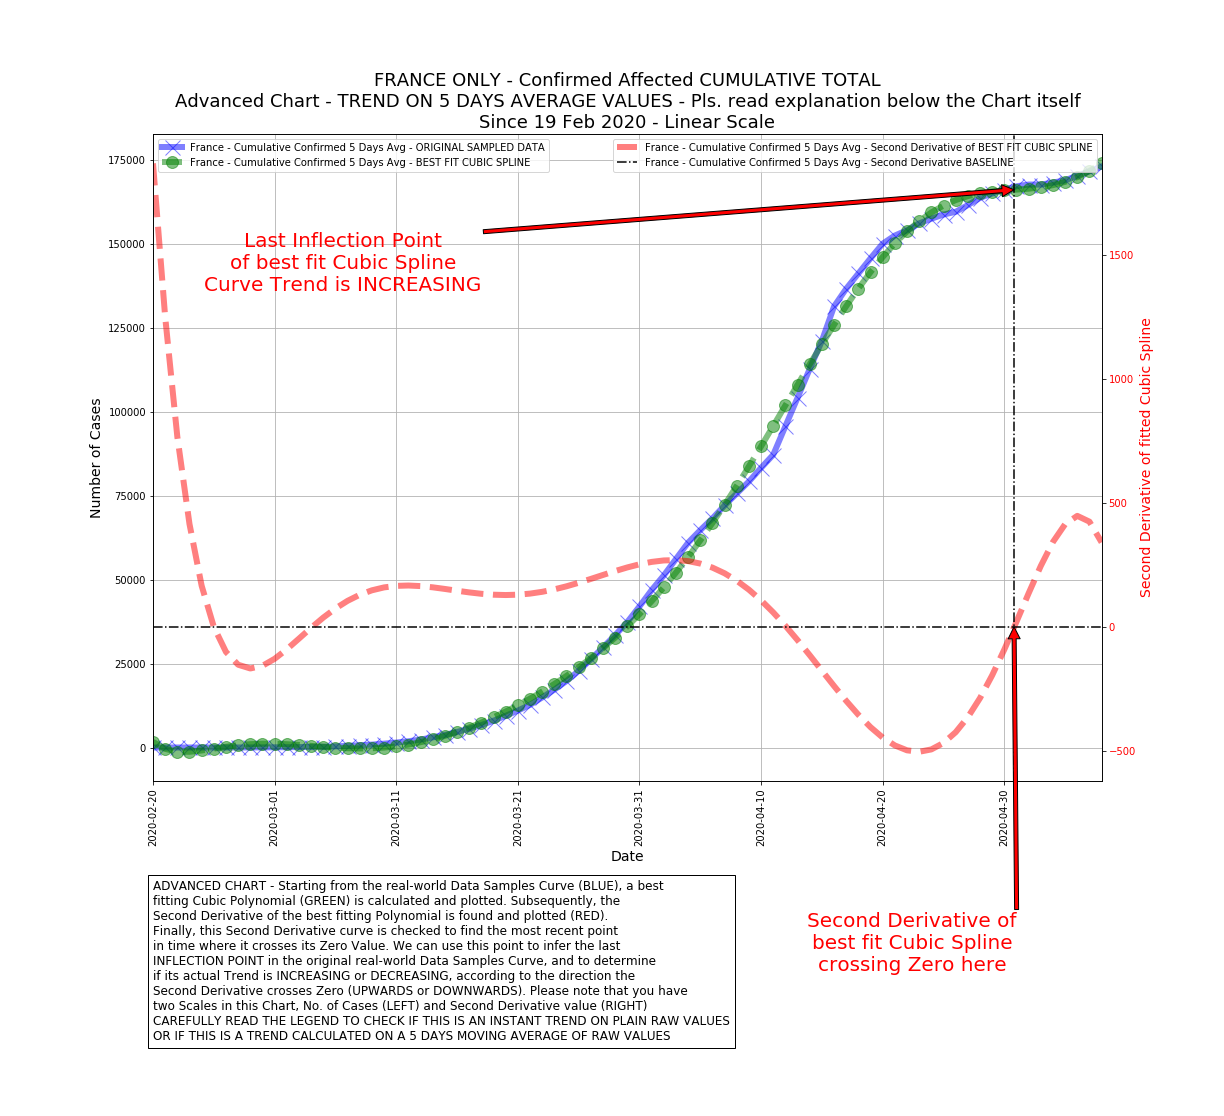 FRANCE ONLY - Confirmed Affected CUMULATIVE TOTAL
Advanced Chart - TREND ON 5 DAYS AVERAGE VALUES - Pls. read explanation below the Chart itself
Since 19 Feb 2020 - Linear Scale
France - Cumulative Confirmed 5 Days Avg - ORIGINAL SAMPLED DATA
France - Cumulative Confirmed 5 Days Avg - BEST FIT CUBIC SPLINE
France - Cumulative Confirmed 5 Days Avg - Second Derivative of BEST FIT CUBIC SPLINE
France - Cumulative Confirmed 5 Days Avg - Second Derivative BASELINE
Last Inflection Point
of best fit Cubic Spline
Curve Trend is INCREASING
Number of Cases
175000
150000
125000
100000
75000
50000
25000
0
Second Derivative of fitted Cubic Spline
1500
1000
500
0
−500
2020-02-20
2020-03-01
2020-03-11
2020-03-21
2020-03-31
2020-04-10
2020-04-20
2020-04-30
Date
ADVANCED CHART - Starting from the real-world Data Samples Curve (BLUE), a best
fitting Cubic Polynomial (GREEN) is calculated and plotted. Subsequently, the
Second Derivative of the best fitting Polynomial is found and plotted (RED).
Finally, this Second Derivative curve is checked to find the most recent point
in time where it crosses its Zero Value. We can use this point to infer the last
INFLECTION POINT in the original real-world Data Samples Curve, and to determine
if its actual Trend is INCREASING or DECREASING, according to the direction the
Second Derivative crosses Zero (UPWARDS or DOWNWARDS). Please note that you have
two Scales in this Chart, No. of Cases (LEFT) and Second Derivative value (RIGHT)
CAREFULLY READ THE LEGEND TO CHECK IF THIS IS AN INSTANT TREND ON PLAIN RAW VALUES
OR IF THIS IS A TREND CALCULATED ON A 5 DAYS MOVING AVERAGE OF RAW VALUES
Second Derivative of
best fit Cubic Spline
crossing Zero here